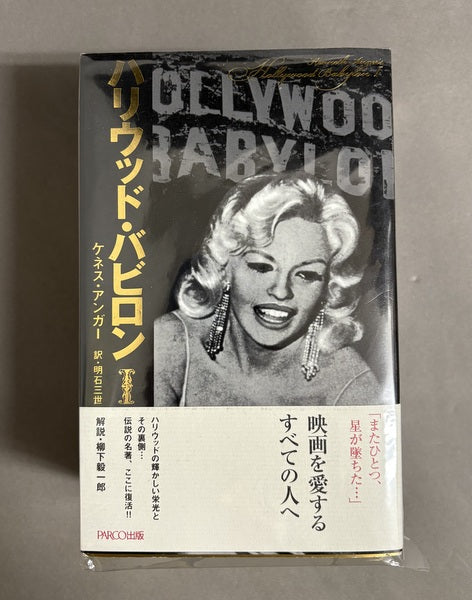 Kenneth Anger's
Hollywood Babylon I
OLLYWOO
BABYLON
ハリウッド・バビロン I
ケネス・アンガー
訳・明石三世
「またひとつ、
星が墜ちた…」
映画を愛する
すべての人へ
ハリウッドの輝かしい栄光と
その裏側…
伝説の名著、ここに復活!!
解説・柳下毅一郎
PARCO出版